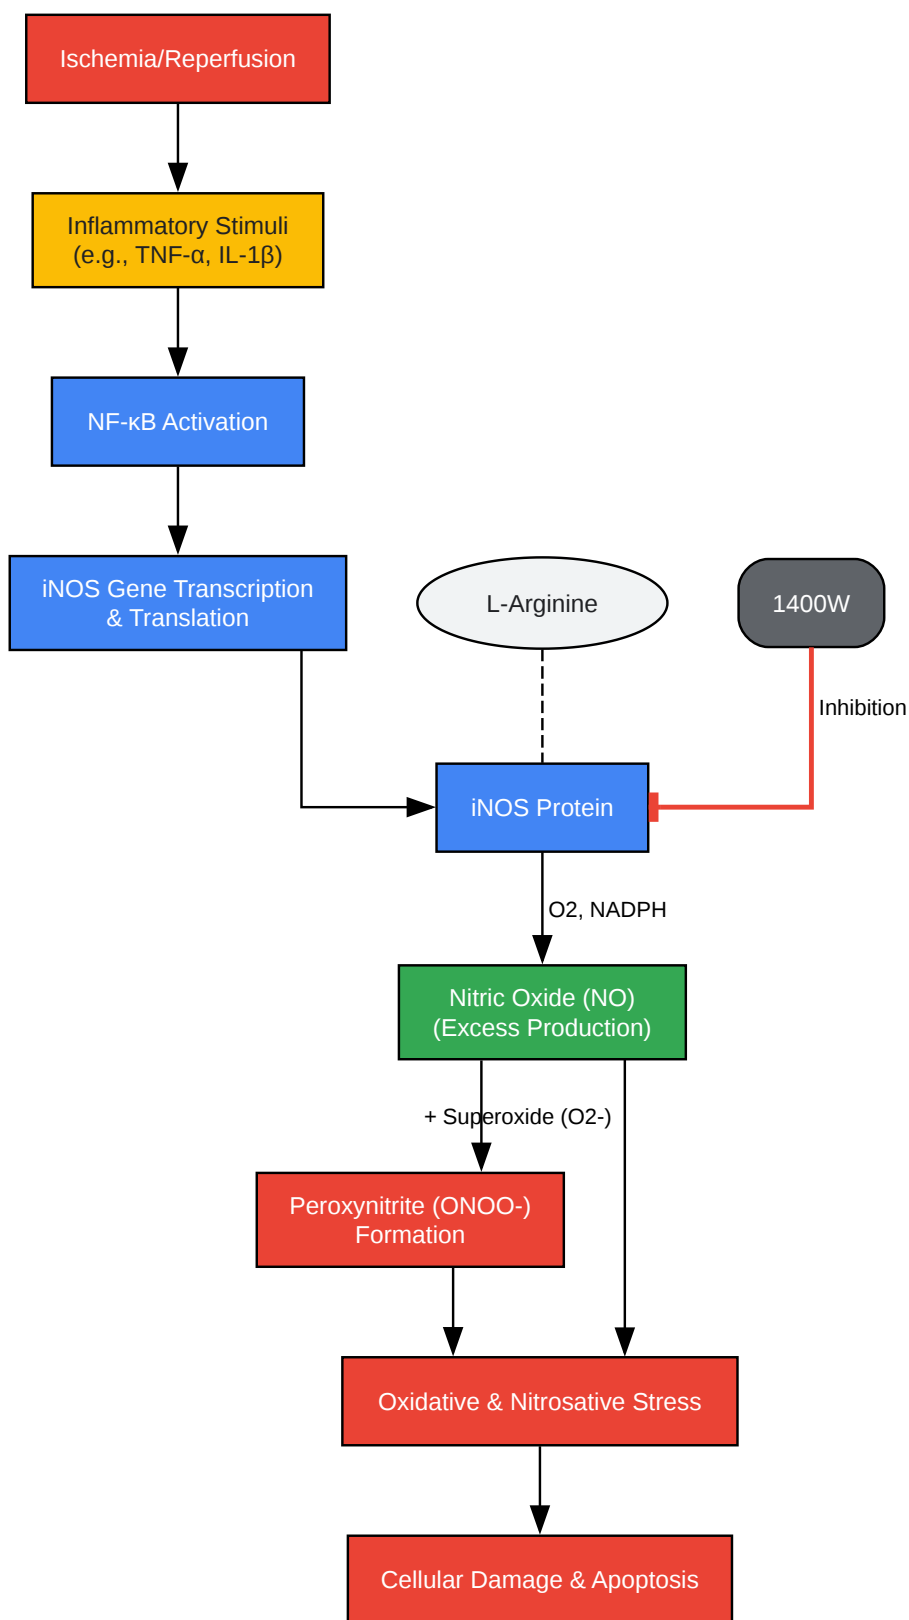 Ischemia/Reperfusion
Inflammatory Stimuli
(e.g., TNF-α, IL-1β)
NF-κB Activation
iNOS Gene Transcription
& Translation
L-Arginine
1400W
Inhibition
iNOS Protein
O2, NADPH
Nitric Oxide (NO)
(Excess Production)
+ Superoxide (O2-)
Peroxynitrite (ONOO-)
Formation
Oxidative & Nitrosative Stress
Cellular Damage & Apoptosis